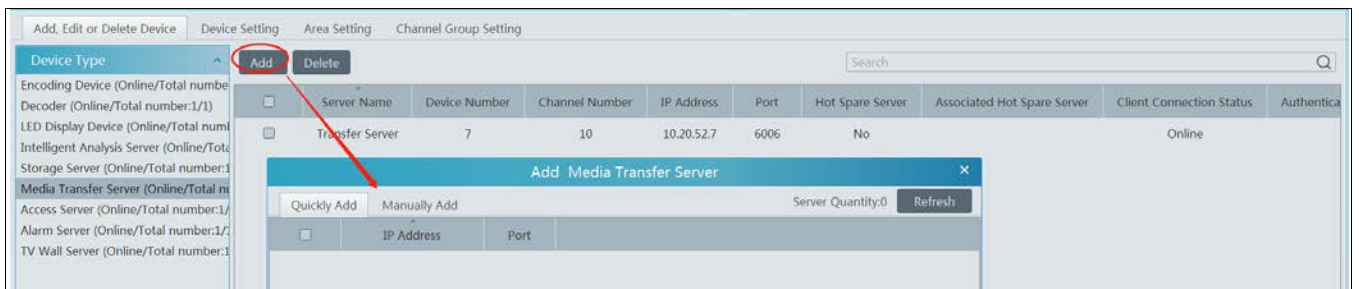 Add, Edit or Delete Device Device Setting Area Setting Channel Group Setting
Device Type Add Delete Search
Encoding Device (Online/Total numbe
Decoder (Online/Total number:1/1)
LED Display Device (Online/Total numl
Intelligent Analysis Server (Online/Tota
Storage Server (Online/Total number:1
Media Transfer Server (Online/Total nu
Access Server (Online/Total number:1/
Alarm Server (Online/Total number:1/1
TV Wall Server (Online/Total number:1
Server Name Device Number Channel Number IP Address Port Hot Spare Server Associated Hot Spare Server Client Connection Status Authentica
Transfer Server 7 10 10.20.52.7 6006 No Online
Add Media Transfer Server
Quickly Add Manually Add Server Quantity:0 Refresh
IP Address Port